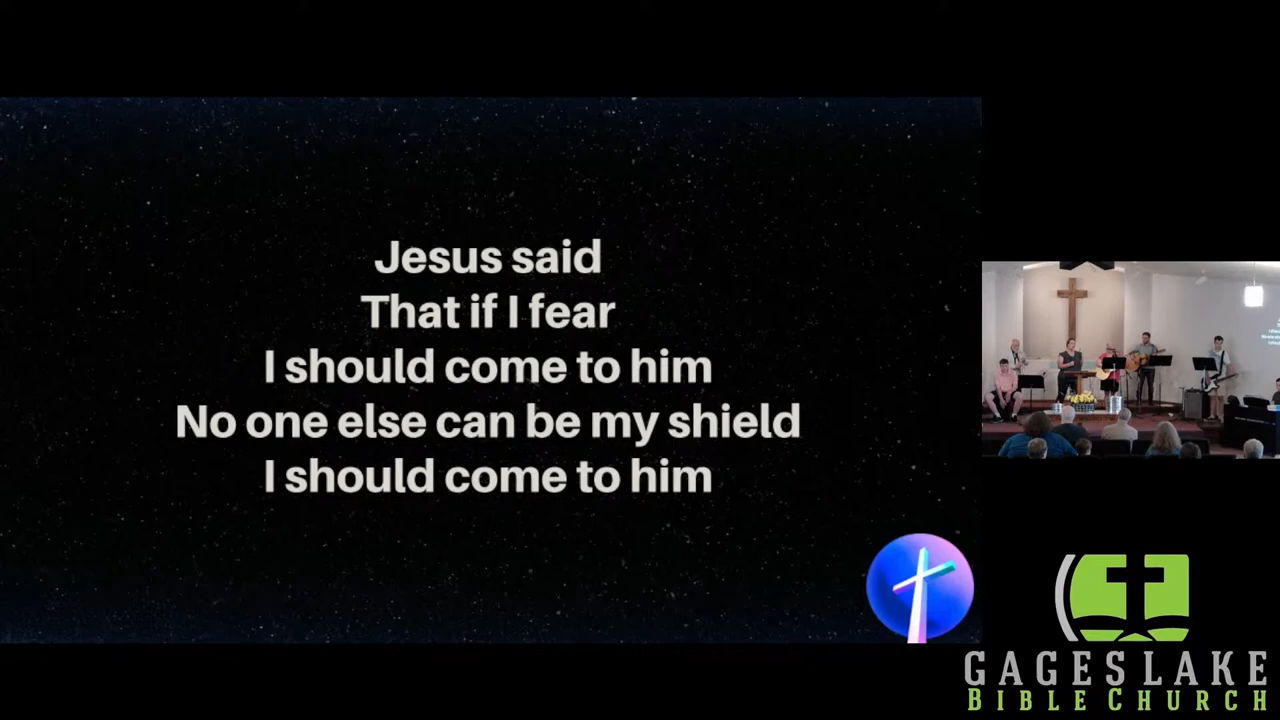 Jesus said
That if I fear
I should come to him
No one else can be my shield
I should come to him
GAGESLAKE
BIBLE CHURCH